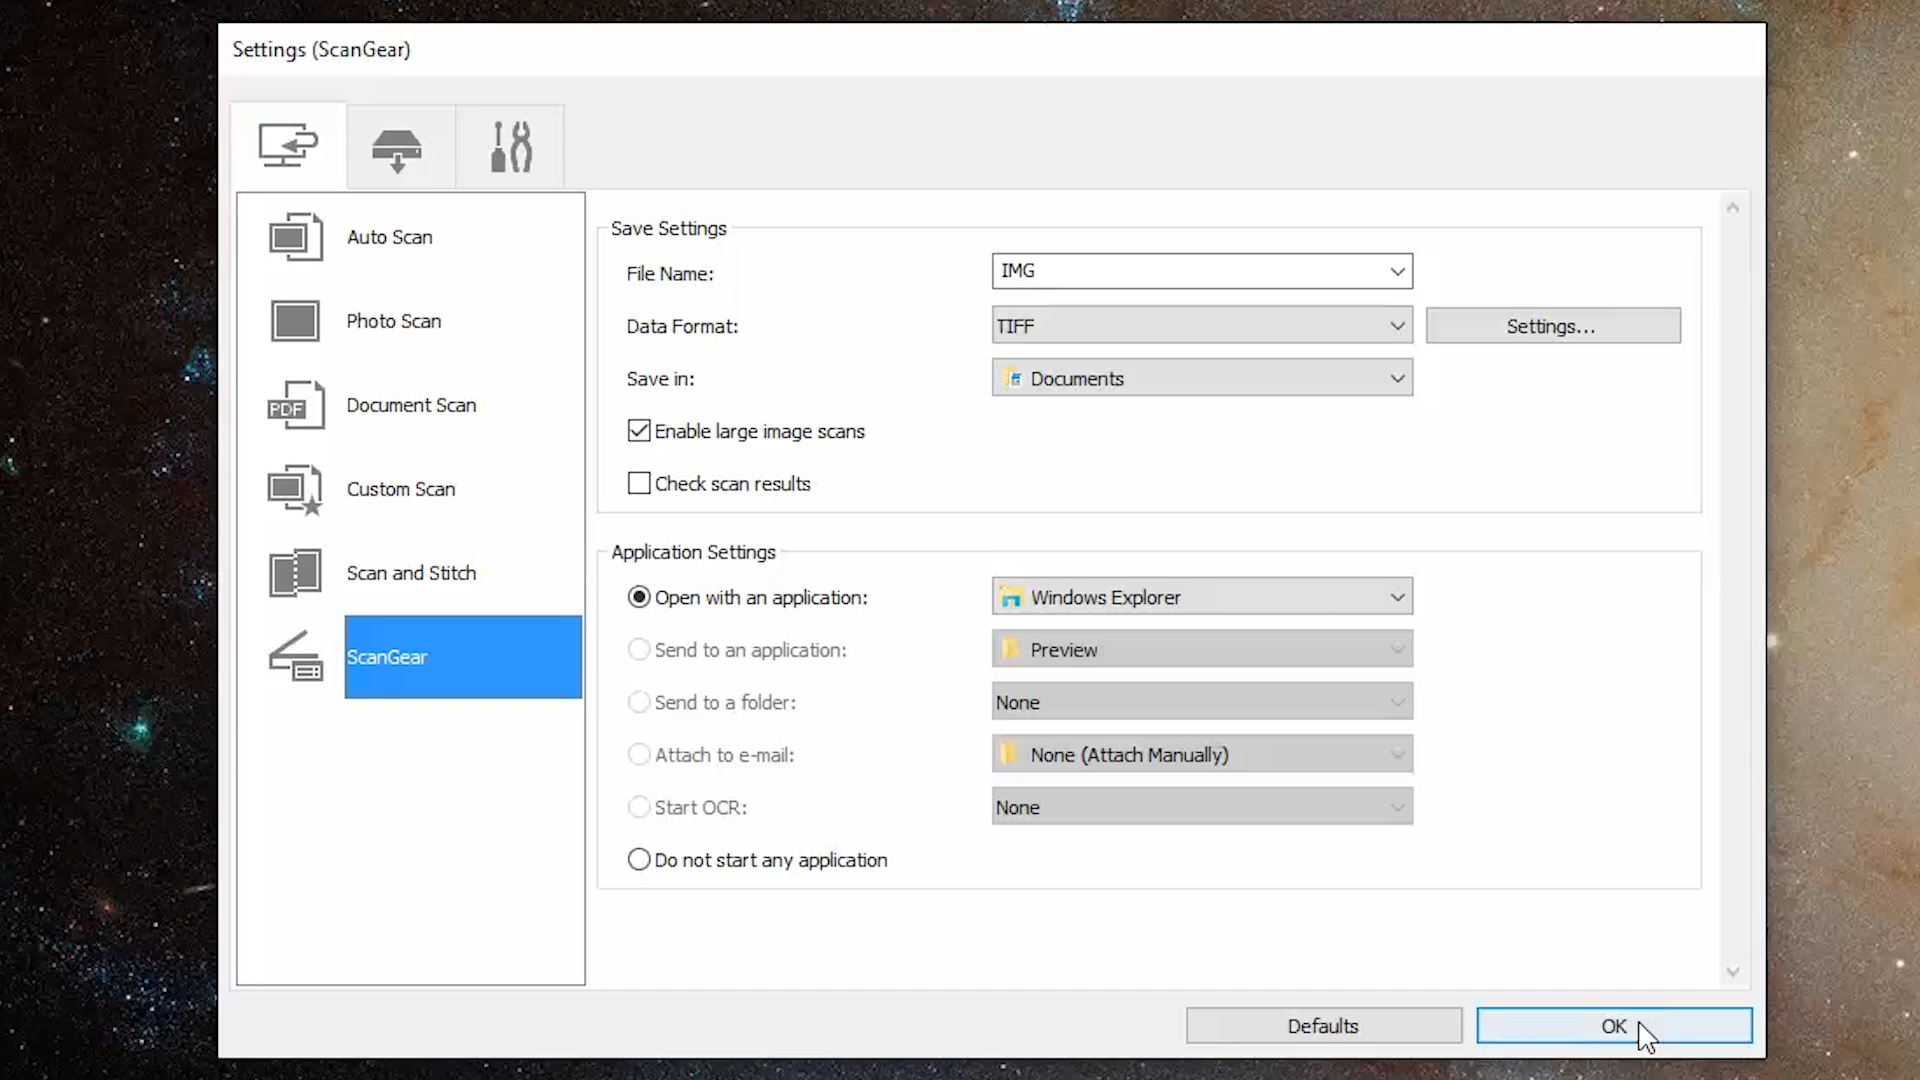 Settings (ScanGear)
Auto Scan
Photo Scan
PDF
Document Scan
Custom Scan
Scan and Stitch
ScanGear
Save Settings
File Name: IMG
Data Format: TIFF Settings...
Save in: Documents
Enable large image scans
Check scan results
Application Settings
Open with an application: Windows Explorer
Send to an application: Preview
Send to a folder: None
Attach to e-mail: None (Attach Manually)
Start OCR: None
Do not start any application
Defaults OK